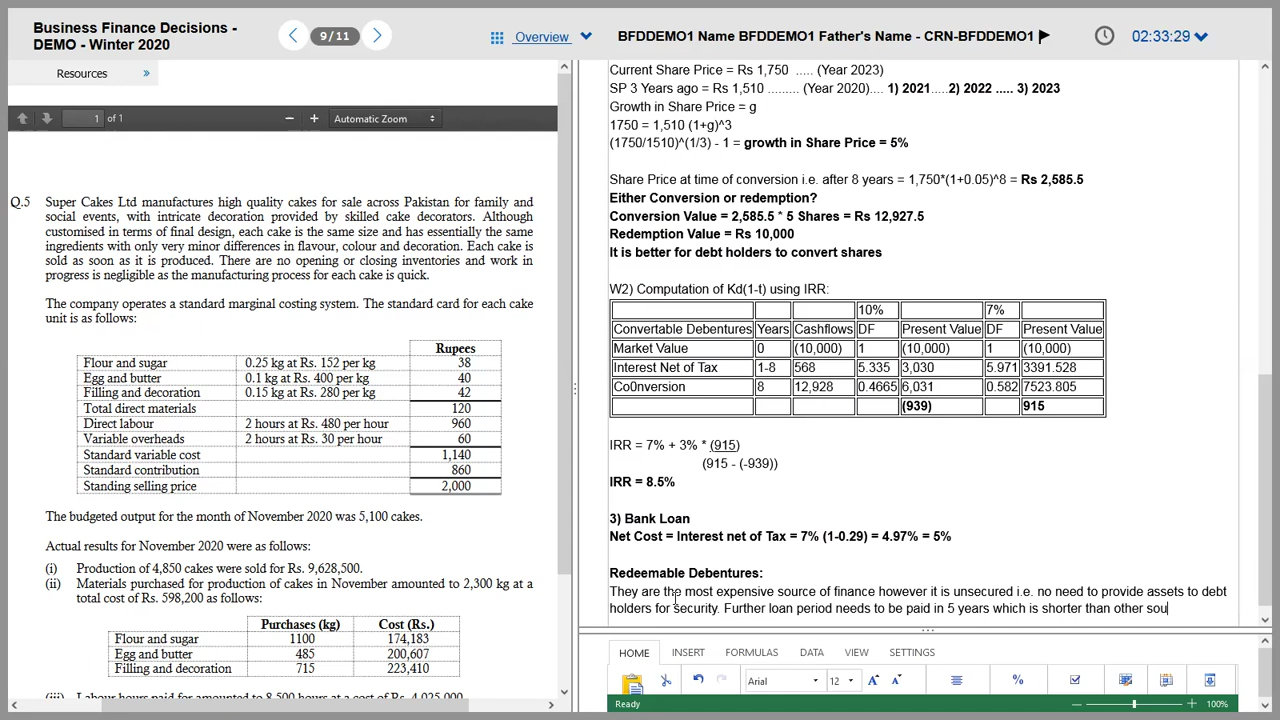 Business Finance Decisions -
DEMO - Winter 2020
9/11
Overview
BFDDEMO1 Name BFDDEMO1 Father's Name - CRN-BFDDEMO1
02:33:29
Resources »
1 of 1
Automatic Zoom
Q.5 Super Cakes Ltd manufactures high quality cakes for sale across Pakistan for family and
social events, with intricate decoration provided by skilled cake decorators. Although
customised in terms of final design, each cake is the same size and has essentially the same
ingredients with only very minor differences in flavour, colour and decoration. Each cake is
sold as soon as it is produced. There are no opening or closing inventories and work in
progress is negligible as the manufacturing process for each cake is quick.
The company operates a standard marginal costing system. The standard card for each cake
unit is as follows:
Rupees
Flour and sugar 0.25 kg at Rs. 152 per kg 38
Egg and butter 0.1 kg at Rs. 400 per kg 40
Filling and decoration 0.15 kg at Rs. 280 per kg 42
Total direct materials 120
Direct labour 2 hours at Rs. 480 per hour 960
Variable overheads 2 hours at Rs. 30 per hour 60
Standard variable cost 1,140
Standard contribution 860
Standing selling price 2,000
The budgeted output for the month of November 2020 was 5,100 cakes.
Actual results for November 2020 were as follows:
(i) Production of 4,850 cakes were sold for Rs. 9,628,500.
(ii) Materials purchased for production of cakes in November amounted to 2,300 kg at a
total cost of Rs. 598,200 as follows:
Purchases (kg) Cost (Rs.)
Flour and sugar 1100 174,183
Egg and butter 485 200,607
Filling and decoration 715 223,410
(iii) Labour hours paid for amounted to 8,500 hours at a cost of Rs. 4,025,000
Current Share Price = Rs 1,750 ..... (Year 2023)
SP 3 Years ago = Rs 1,510 ......... (Year 2020).... 1) 2021.....2) 2022 ..... 3) 2023
Growth in Share Price = g
1750 = 1,510 (1+g)^3
(1750/1510)^(1/3) - 1 = growth in Share Price = 5%
Share Price at time of conversion i.e. after 8 years = 1,750*(1+0.05)^8 = Rs 2,585.5
Either Conversion or redemption?
Conversion Value = 2,585.5 * 5 Shares = Rs 12,927.5
Redemption Value = Rs 10,000
It is better for debt holders to convert shares
W2) Computation of Kd(1-t) using IRR:
10% 7%
Convertable Debentures Years Cashflows DF Present Value DF Present Value
Market Value 0 (10,000) 1 (10,000) 1 (10,000)
Interest Net of Tax 1-8 568 5.335 3,030 5.971 3391.528
Co0nversion 8 12,928 0.4665 6,031 0.582 7523.805
(939) 915
IRR = 7% + 3% * (915)
(915 - (-939))
IRR = 8.5%
3) Bank Loan
Net Cost = Interest net of Tax = 7% (1-0.29) = 4.97% = 5%
Redeemable Debentures:
They are the most expensive source of finance however it is unsecured i.e. no need to provide assets to debt
holders for security. Further loan period needs to be paid in 5 years which is shorter than other sou
HOME INSERT FORMULAS DATA VIEW SETTINGS
Arial 12
Ready
100%